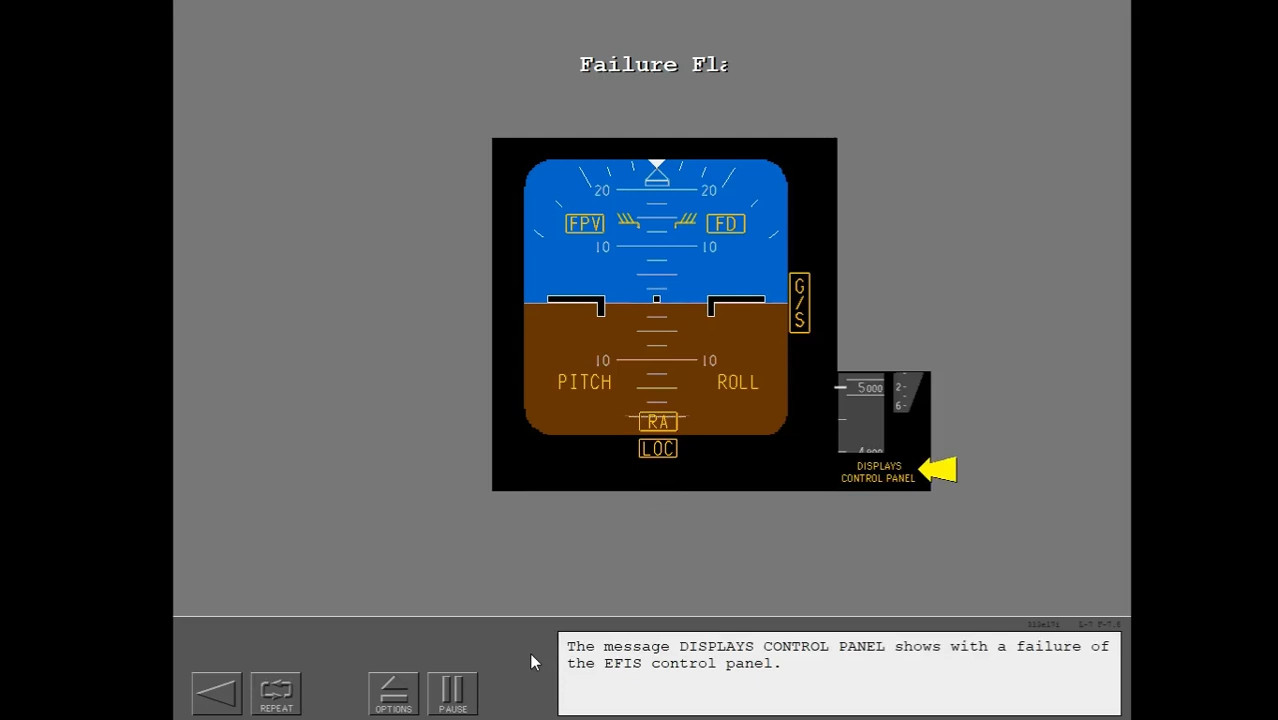 Failure Fla
20 20
FPV FD
10 10
G/S
10 10
PITCH ROLL
RA
LOC
5000
2-
6-
DISPLAYS
CONTROL PANEL
The message DISPLAYS CONTROL PANEL shows with a failure of
the EFIS control panel.
REPEAT
OPTIONS
PAUSE